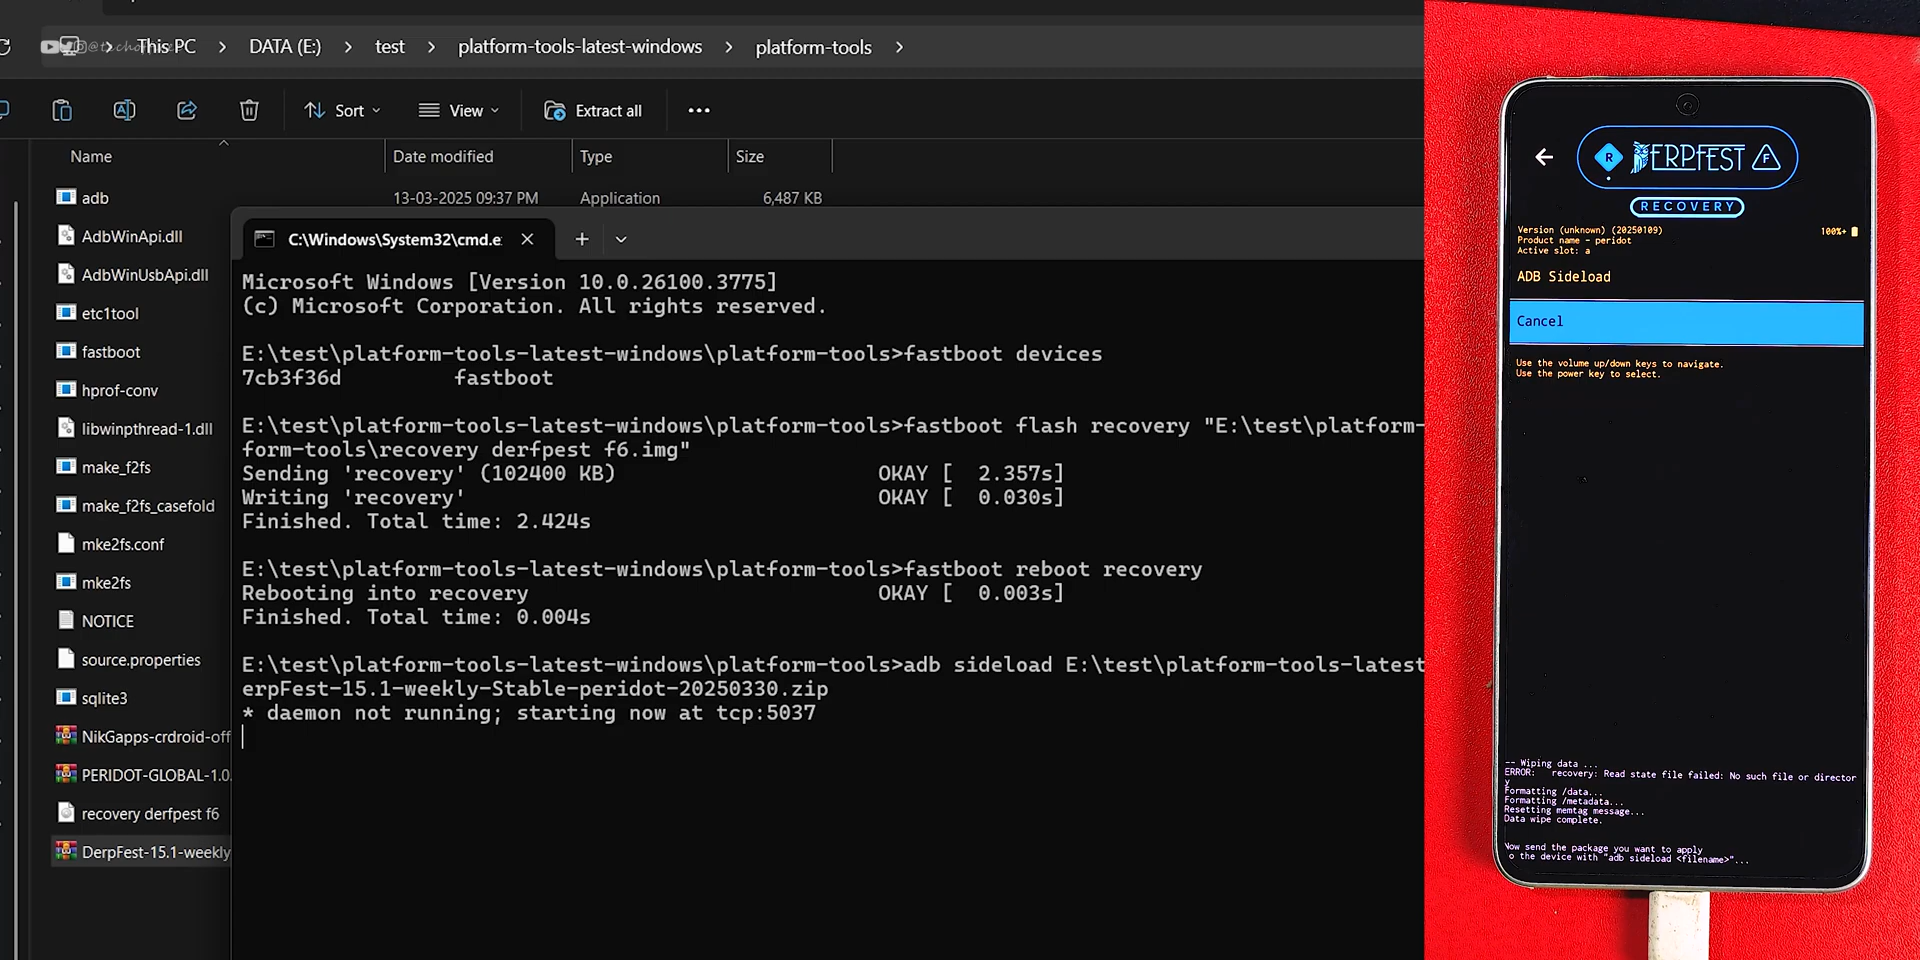 This PC > DATA (E:) > test > platform-tools-latest-windows > platform-tools >
Sort View Extract all
Name Date modified Type Size
adb 13-03-2025 09:37 PM Application 6,487 KB
AdbWinApi.dll
AdbWinUsbApi.dll
etc1tool
fastboot
hprof-conv
libwinpthread-1.dll
make_f2fs
make_f2fs_casefold
mke2fs.conf
mke2fs
NOTICE
source.properties
sqlite3
NikGapps-crdroid-off
PERIDOT-GLOBAL-1.0.
recovery derfpest f6
DerpFest-15.1-weekly
C:\Windows\System32\cmd.e
Microsoft Windows [Version 10.0.26100.3775]
(c) Microsoft Corporation. All rights reserved.
E:\test\platform-tools-latest-windows\platform-tools>fastboot devices
7cb3f36d fastboot
E:\test\platform-tools-latest-windows\platform-tools>fastboot flash recovery "E:\test\platform-
form-tools\recovery derfpest f6.img"
Sending 'recovery' (102400 KB) OKAY [ 2.357s]
Writing 'recovery' OKAY [ 0.030s]
Finished. Total time: 2.424s
E:\test\platform-tools-latest-windows\platform-tools>fastboot reboot recovery
Rebooting into recovery OKAY [ 0.003s]
Finished. Total time: 0.004s
E:\test\platform-tools-latest-windows\platform-tools>adb sideload E:\test\platform-tools-latest
erpFest-15.1-weekly-Stable-peridot-20250330.zip
* daemon not running; starting now at tcp:5037
R DERPFEST F
RECOVERY
Version (unknown) (20250109) 100%+
Product name - peridot
Active slot: a
ADB Sideload
Cancel
Use the volume up/down keys to navigate.
Use the power key to select.
-- Wiping data ...
ERROR: recovery: Read state file failed: No such file or director
y
Formatting /data...
Formatting /metadata...
Resetting memtag message...
Data wipe complete.
Now send the package you want to apply
o the device with "adb sideload <filename>"...